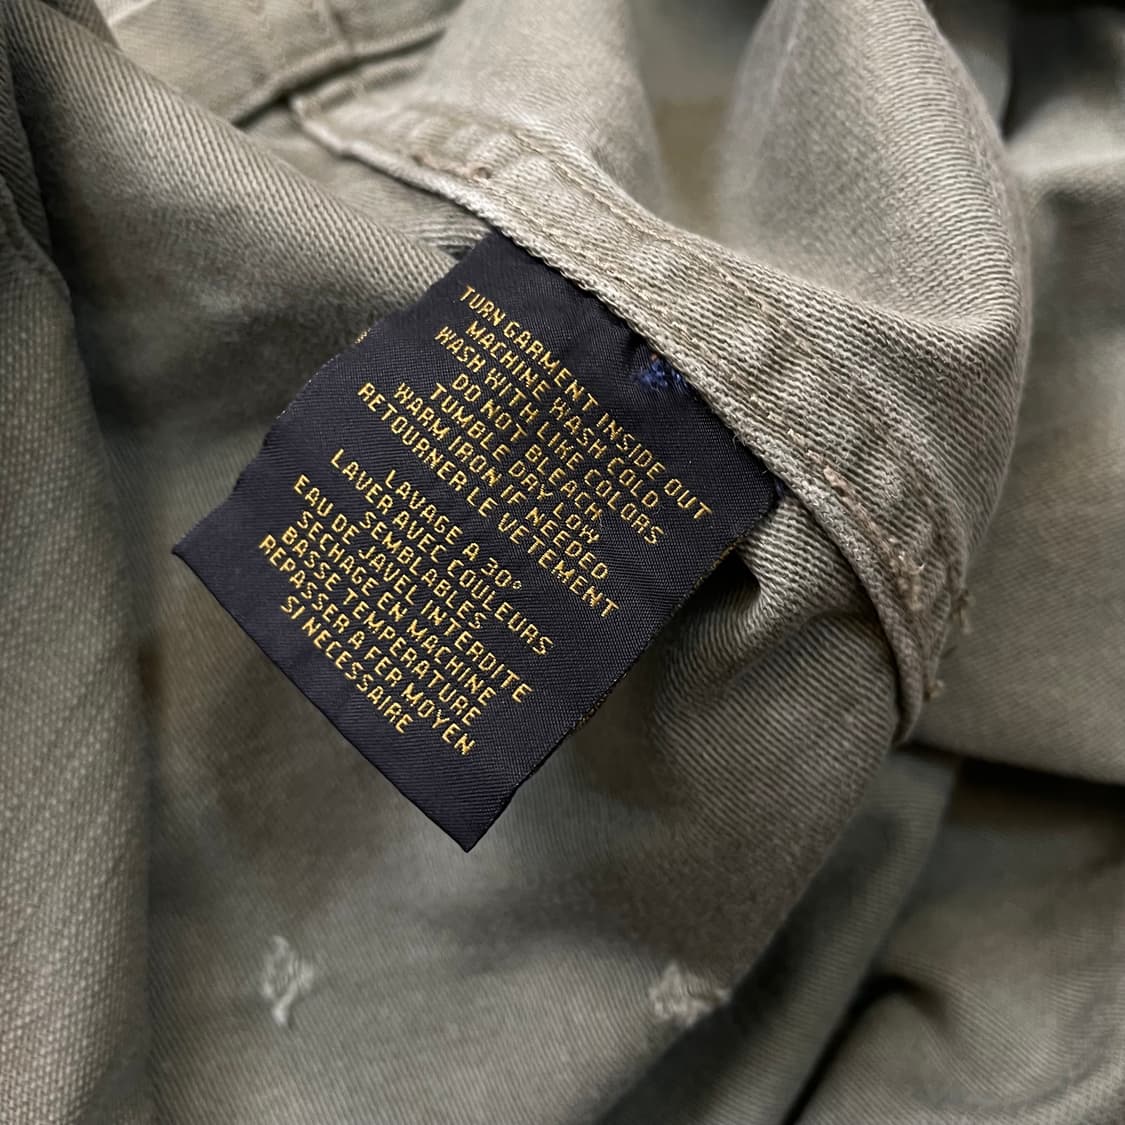 TURN GARMENT INSIDE OUT
MACHINE WASH COLD
WASH WITH LIKE COLORS
DO NOT BLEACH
TUMBLE DRY LOW
WARM IRON IF NEEDED
RETOURNER LE VETEMENT
LAVAGE A 30°
LAVER AVEC COULEURS
SEMBLABLES
EAU DE JAVEL INTERDITE
SECHAGE EN MACHINE
BASSE TEMPERATURE
REPASSER A FER MOYEN
SI NECESSAIRE